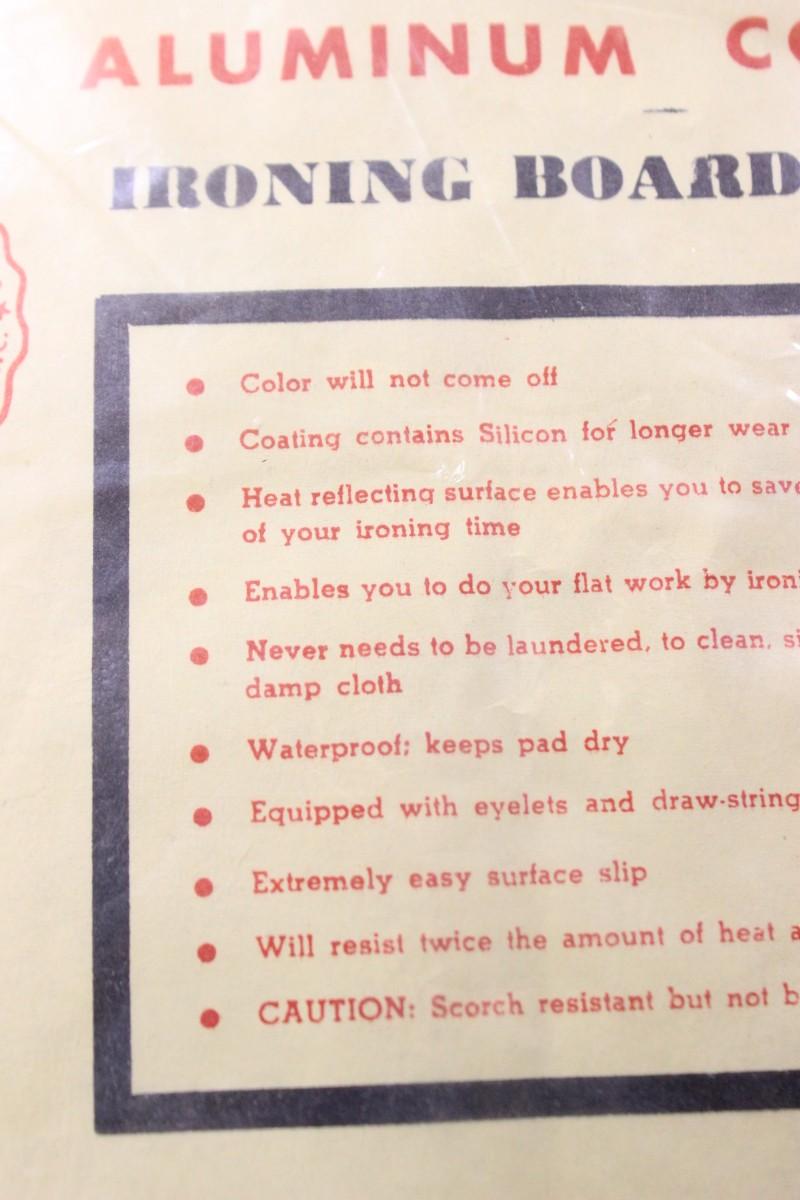 ALUMINUM CO
IRONING BOARD
Color will not come off
Coating contains Silicon for longer wear
Heat reflecting surface enables you to save
of your ironing time
Enables you to do your flat work by ironi
Never needs to be laundered, to clean, si
damp cloth
Waterproof; keeps pad dry
Equipped with eyelets and draw-string
Extremely easy surface slip
Will resist twice the amount of heat a
CAUTION: Scorch resistant but not b